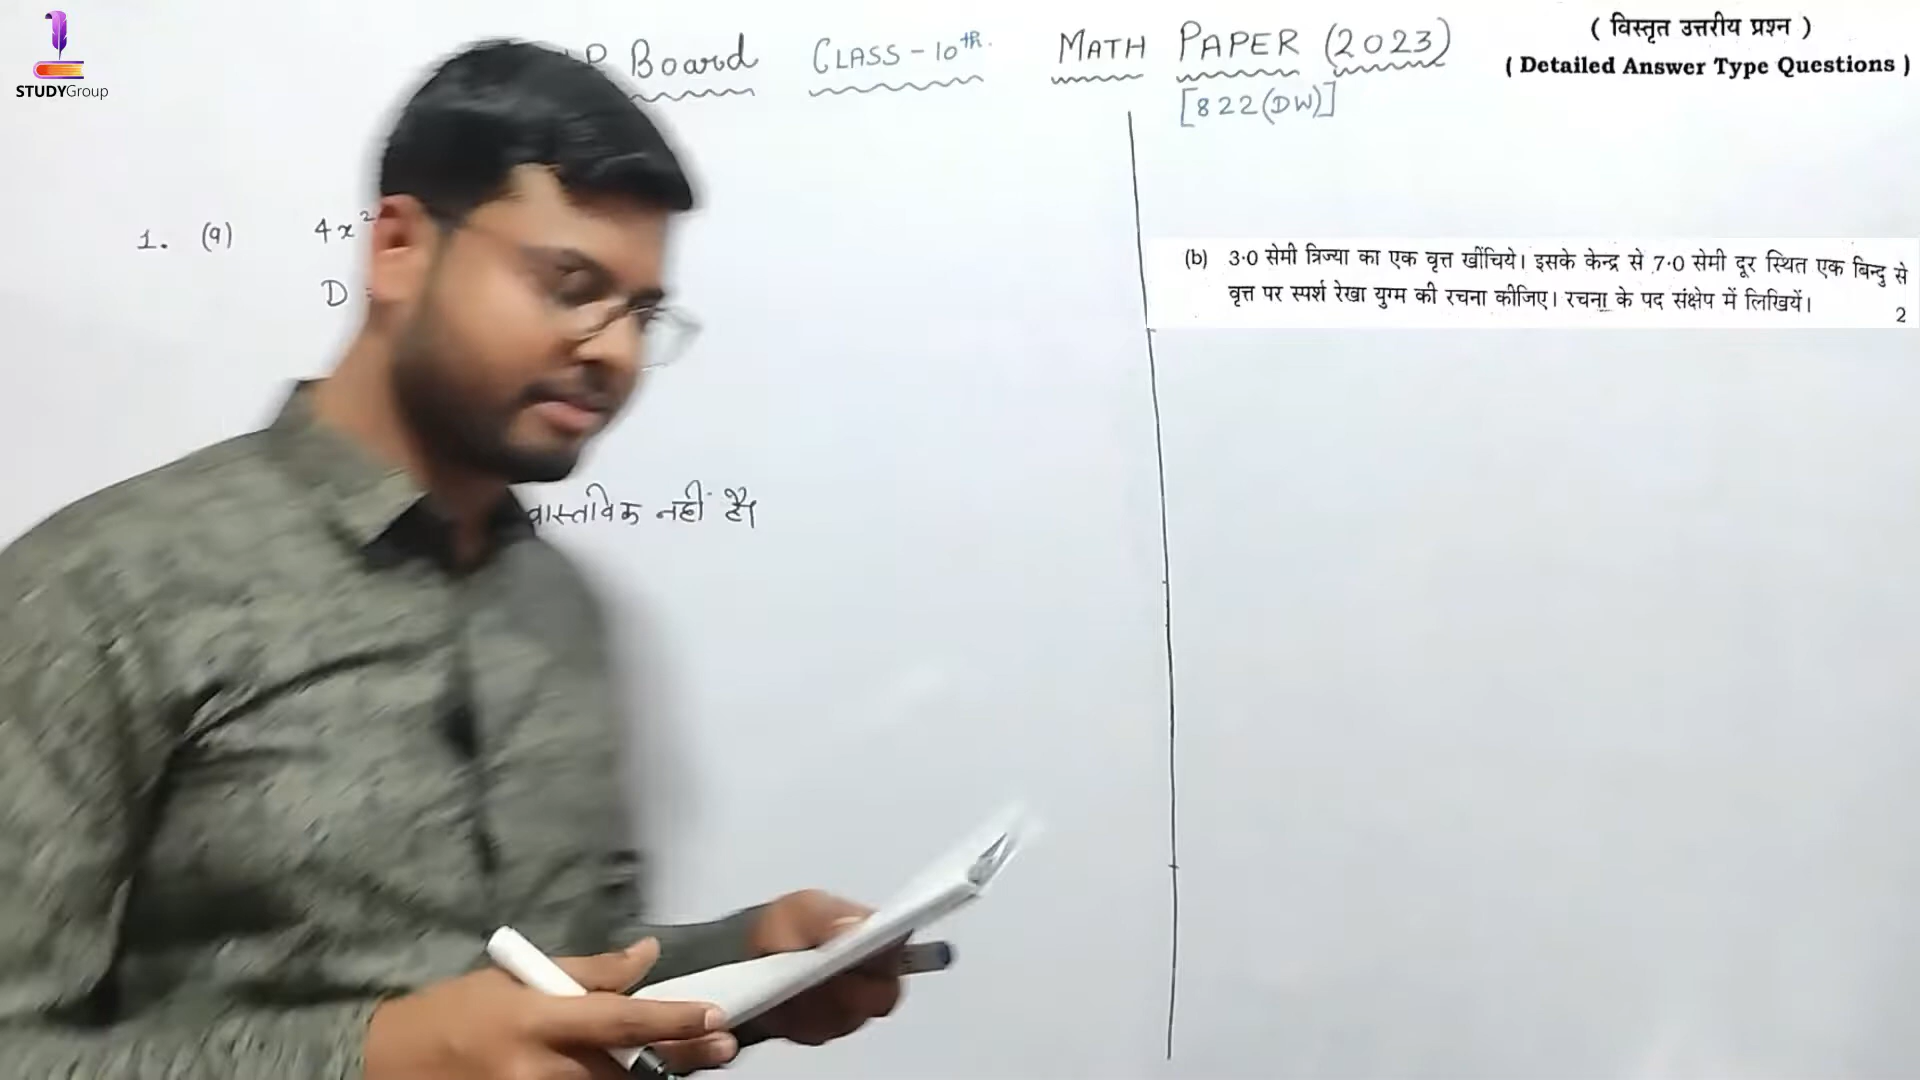 STUDYGroup
Board CLASS - 10th. MATH PAPER (2023)
[822(DW)]
( विस्तृत उत्तरीय प्रश्न )
( Detailed Answer Type Questions )
1. (a) 4x²
D
वास्तविक नहीं है।
(b) 3·0 सेमी त्रिज्या का एक वृत्त खींचिये। इसके केन्द्र से 7·0 सेमी दूर स्थित एक बिन्दु से
वृत्त पर स्पर्श रेखा युग्म की रचना कीजिए। रचना के पद संक्षेप में लिखियें।
2